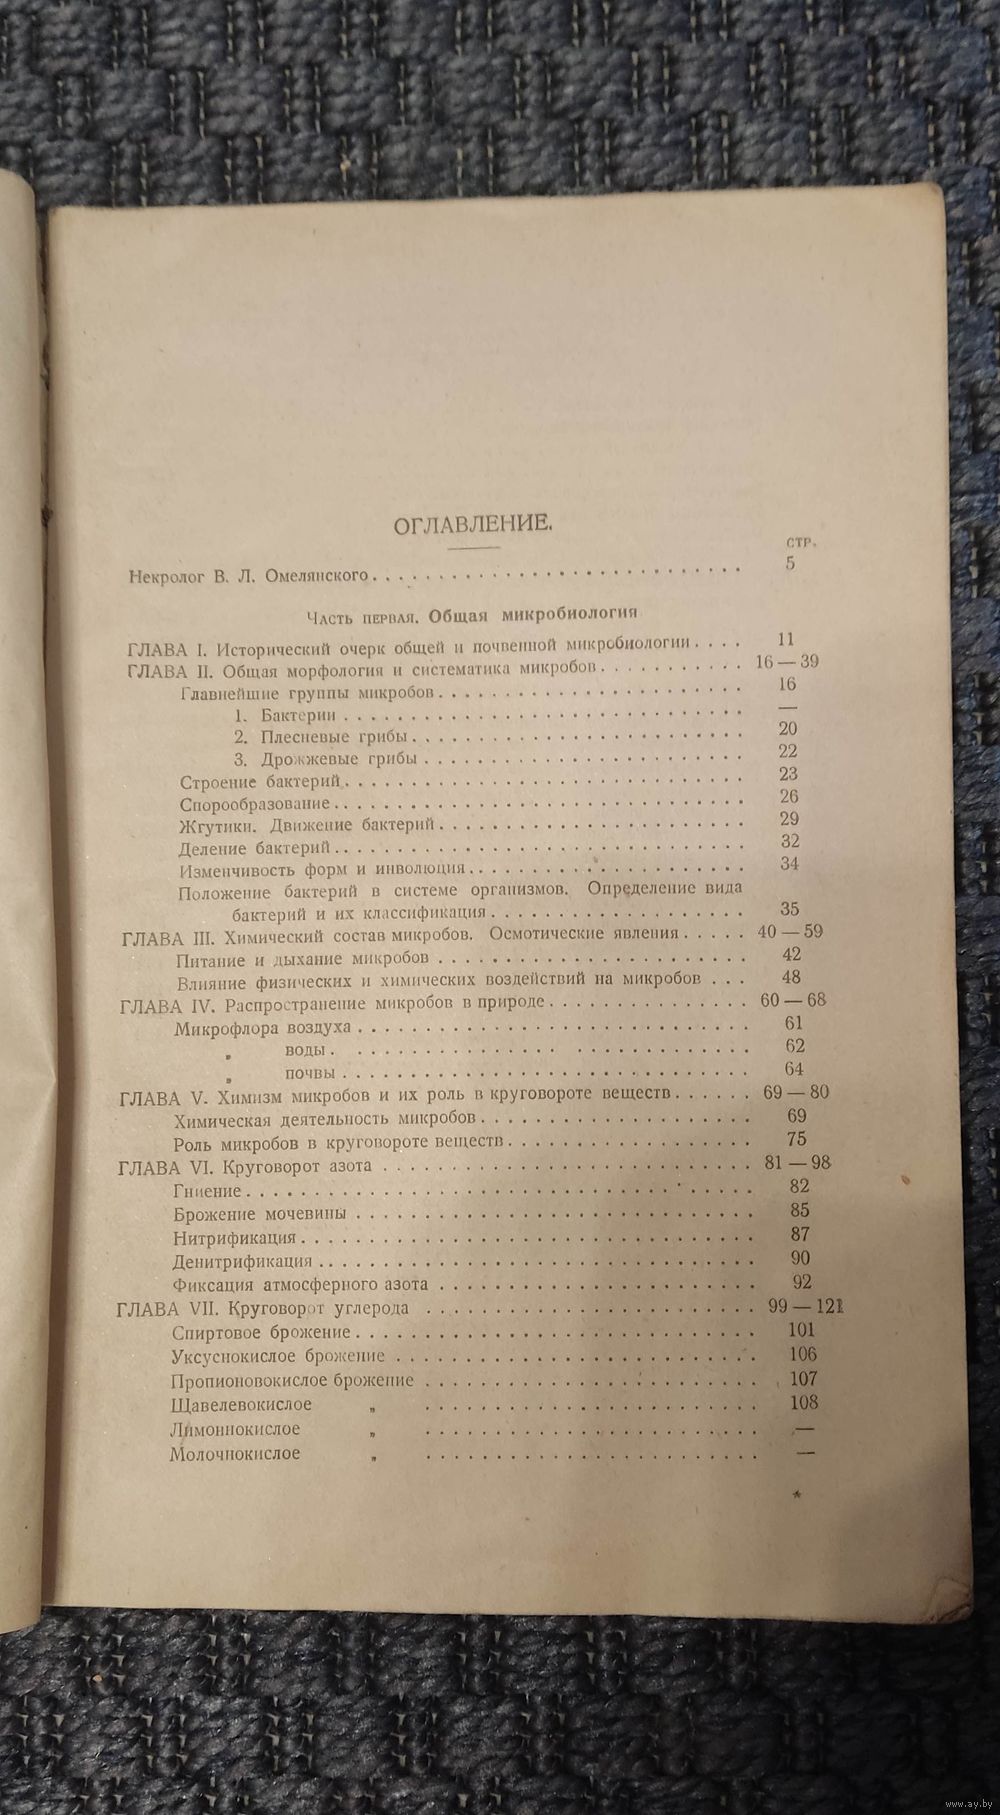 ОГЛАВЛЕНИЕ.
СТР.
Некролог В. Л. Омелянского . . . . . . . . . . . . . . . . . . . . . . . . . . . . 5
Часть первая. Общая микробиология
ГЛАВА I. Исторический очерк общей и почвенной микробиологии . . . . 11
ГЛАВА II. Общая морфология и систематика микробов . . . . . . . . . . . 16 — 39
Главнейшие группы микробов . . . . . . . . . . . . . . . . . . . . . . . 16
1. Бактерии . . . . . . . . . . . . . . . . . . . . . . . . . . . . . . —
2. Плесневые грибы . . . . . . . . . . . . . . . . . . . . . . . . . 20
3. Дрожжевые грибы . . . . . . . . . . . . . . . . . . . . . . . . 22
Строение бактерий . . . . . . . . . . . . . . . . . . . . . . . . . . . . . . 23
Спорообразование . . . . . . . . . . . . . . . . . . . . . . . . . . . . . . . 26
Жгутики. Движение бактерий . . . . . . . . . . . . . . . . . . . . . . . 29
Деление бактерий . . . . . . . . . . . . . . . . . . . . . . . . . . . . . . . 32
Изменчивость форм и инволюция . . . . . . . . . . . . . . . . . . . . . 34
Положение бактерий в системе организмов. Определение вида
бактерий и их классификация . . . . . . . . . . . . . . . . . . . 35
ГЛАВА III. Химический состав микробов. Осмотические явления . . . . . 40 — 59
Питание и дыхание микробов . . . . . . . . . . . . . . . . . . . . . . . 42
Влияние физических и химических воздействий на микробов . . . 48
ГЛАВА IV. Распространение микробов в природе . . . . . . . . . . . . . . . 60 — 68
Микрофлора воздуха . . . . . . . . . . . . . . . . . . . . . . . . . . . . . 61
„ воды . . . . . . . . . . . . . . . . . . . . . . . . . . . . . 62
„ почвы . . . . . . . . . . . . . . . . . . . . . . . . . . . . . . 64
ГЛАВА V. Химизм микробов и их роль в круговороте веществ . . . . . . 69 — 80
Химическая деятельность микробов . . . . . . . . . . . . . . . . . . . . 69
Роль микробов в круговороте веществ . . . . . . . . . . . . . . . . . . 75
ГЛАВА VI. Круговорот азота . . . . . . . . . . . . . . . . . . . . . . . . . . . . 81 — 98
Гниение . . . . . . . . . . . . . . . . . . . . . . . . . . . . . . . . . . . . . . 82
Брожение мочевины . . . . . . . . . . . . . . . . . . . . . . . . . . . . . . 85
Нитрификация . . . . . . . . . . . . . . . . . . . . . . . . . . . . . . . . . . 87
Денитрификация . . . . . . . . . . . . . . . . . . . . . . . . . . . . . . . . . 90
Фиксация атмосферного азота . . . . . . . . . . . . . . . . . . . . . . . . 92
ГЛАВА VII. Круговорот углерода . . . . . . . . . . . . . . . . . . . . . . . . . 99 — 121
Спиртовое брожение . . . . . . . . . . . . . . . . . . . . . . . . . . . . . . 101
Уксуснокислое брожение . . . . . . . . . . . . . . . . . . . . . . . . . . . 106
Пропионовокислое брожение . . . . . . . . . . . . . . . . . . . . . . . . . 107
Щавелевокислое „ . . . . . . . . . . . . . . . . . . . . . . . . . 108
Лимоннокислое „ . . . . . . . . . . . . . . . . . . . . . . . . . —
Молочнокислое „ . . . . . . . . . . . . . . . . . . . . . . . . . —
*
www.ay.by